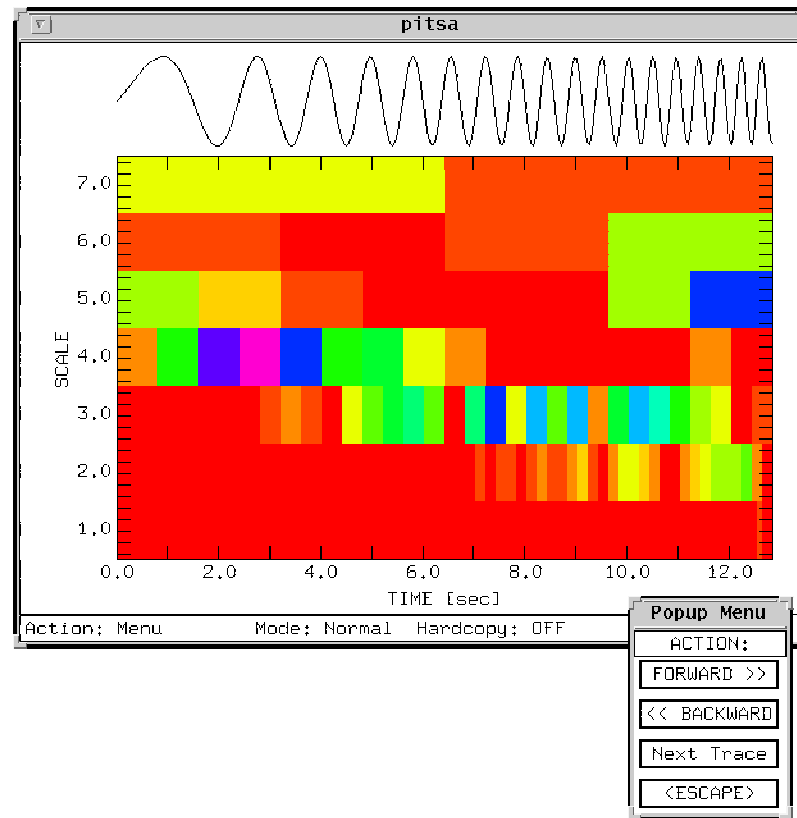 pitsa
7.0
6.0
5.0
4.0
3.0
2.0
1.0
SCALE
0.0 2.0 4.0 6.0 8.0 10.0 12.0
TIME [sec]
Action: Menu Mode: Normal Hardcopy: OFF
Popup Menu
ACTION:
FORWARD >>
<< BACKWARD
Next Trace
<ESCAPE>